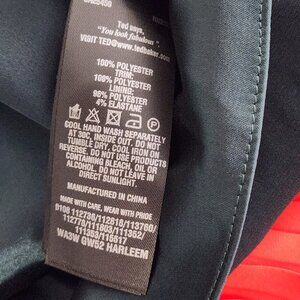 Ted says,
"You look fabulous"
VISIT TED@WWW.TEDBAKER.COM
100% POLYESTER
TRIM:
100% POLYESTER
LINING:
96% POLYESTER
4% ELASTANE
COOL HAND WASH SEPARATELY
AT 30C, INSIDE OUT. DO NOT
TUMBLE DRY. COOL IRON ON
REVERSE. DO NOT USE PRODUCTS
CONTAINING BLEACH, OIL OR
ALCOHOL. DO NOT LEAVE IN
DIRECT SUNLIGHT.
MANUFACTURED IN CHINA
MADE WITH CARE, WEAR WITH PRIDE
WA3W GW52 HARLEEM